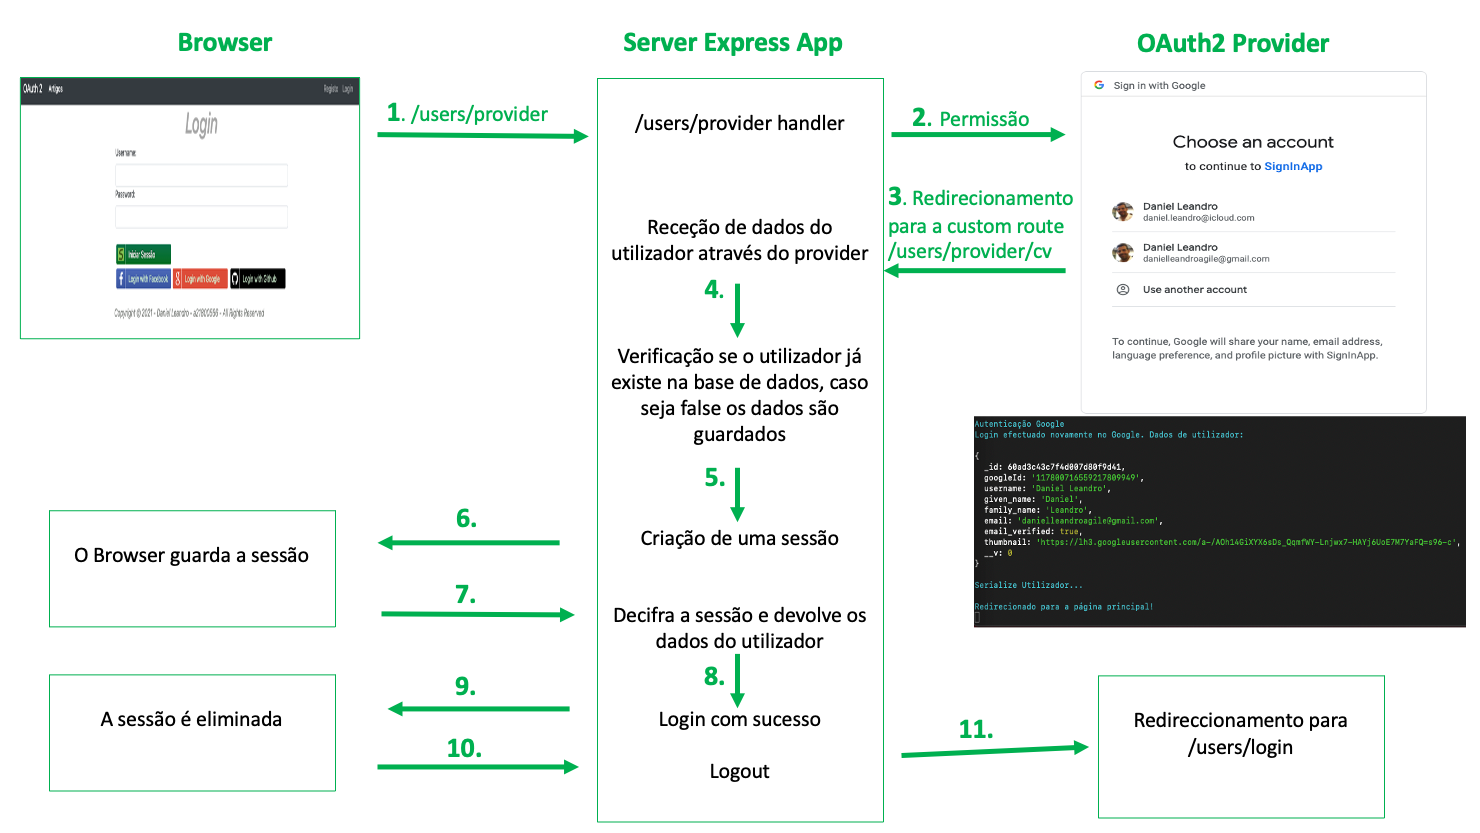 Browser
Server Express App
OAuth2 Provider
OAuth 2 Artigos
Registo Login
Login
Username:
Password:
Iniciar Sessão
Login with Facebook
Login with Google
Login with Github
Copyright © 2021 - Daniel Leandro - a21800556 - All Rights Reserved
1. /users/provider
/users/provider handler
2. Permissão
Sign in with Google
Choose an account
to continue to SignInApp
Daniel Leandro
daniel.leandro@icloud.com
Daniel Leandro
danielleandroagile@gmail.com
Use another account
To continue, Google will share your name, email address,
language preference, and profile picture with SignInApp.
3. Redirecionamento
para a custom route
/users/provider/cv
Receção de dados do
utilizador através do provider
4.
Verificação se o utilizador já
existe na base de dados, caso
seja false os dados são
guardados
5.
Criação de uma sessão
Autenticação Google
Login efectuado novamente no Google. Dados de utilizador:
{
_id: 60ad3c43c7f4d007d80f9d41,
googleId: '117800716559217809949',
username: 'Daniel Leandro',
given_name: 'Daniel',
family_name: 'Leandro',
email: 'danielleandroagile@gmail.com',
email_verified: true,
thumbnail: 'https://lh3.googleusercontent.com/a-/AOh14GiXYX6sDs_QqmfWY-Lnjwx7-HAYj6UoE7M7YaFQ=s96-c',
__v: 0
}
Serialize Utilizador...
Redirecionado para a página principal!
6.
O Browser guarda a sessão
7.
Decifra a sessão e devolve os
dados do utilizador
8.
9.
Login com sucesso
A sessão é eliminada
10.
Logout
11.
Redireccionamento para
/users/login